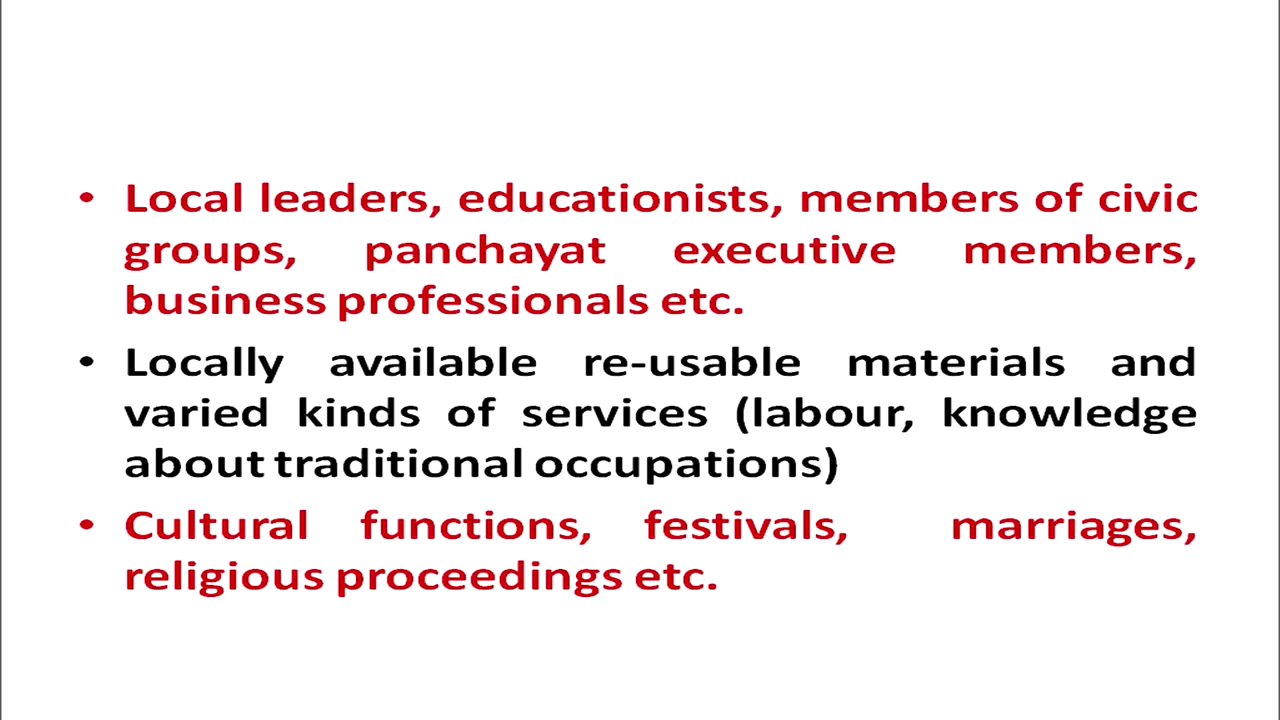 • Local leaders, educationists, members of civic
groups, panchayat executive members,
business professionals etc.
• Locally available re-usable materials and
varied kinds of services (labour, knowledge
about traditional occupations)
• Cultural functions, festivals, marriages,
religious proceedings etc.